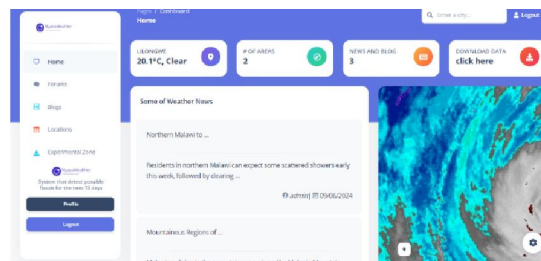 Pages / Dashboard
Home
Enter a city...
Logout
Home
Forums
Blogs
Locations
Experimental Zone
System that detect possible
floods for the next 10 days
Profile
Logout
LILONGWE
20.1°C, Clear
# OF AREAS
2
NEWS AND BLOG
3
DOWNLOAD DATA
click here
Some of Weather News
Northern Malawi to ...
Residents in northern Malawi can expect some scattered showers early
this week, followed by clearing ...
admin| 09/06/2024
Mountainous Regions of ...